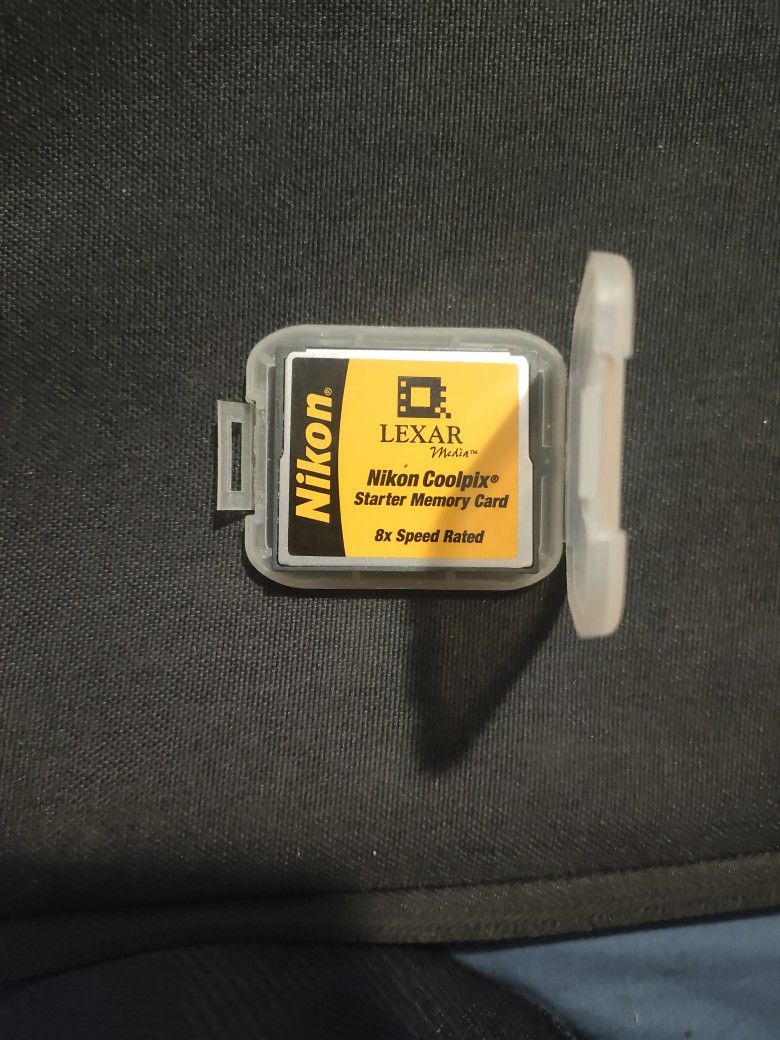 Nikon®
LEXAR
Media™
Nikon Coolpix®
Starter Memory Card
8x Speed Rated